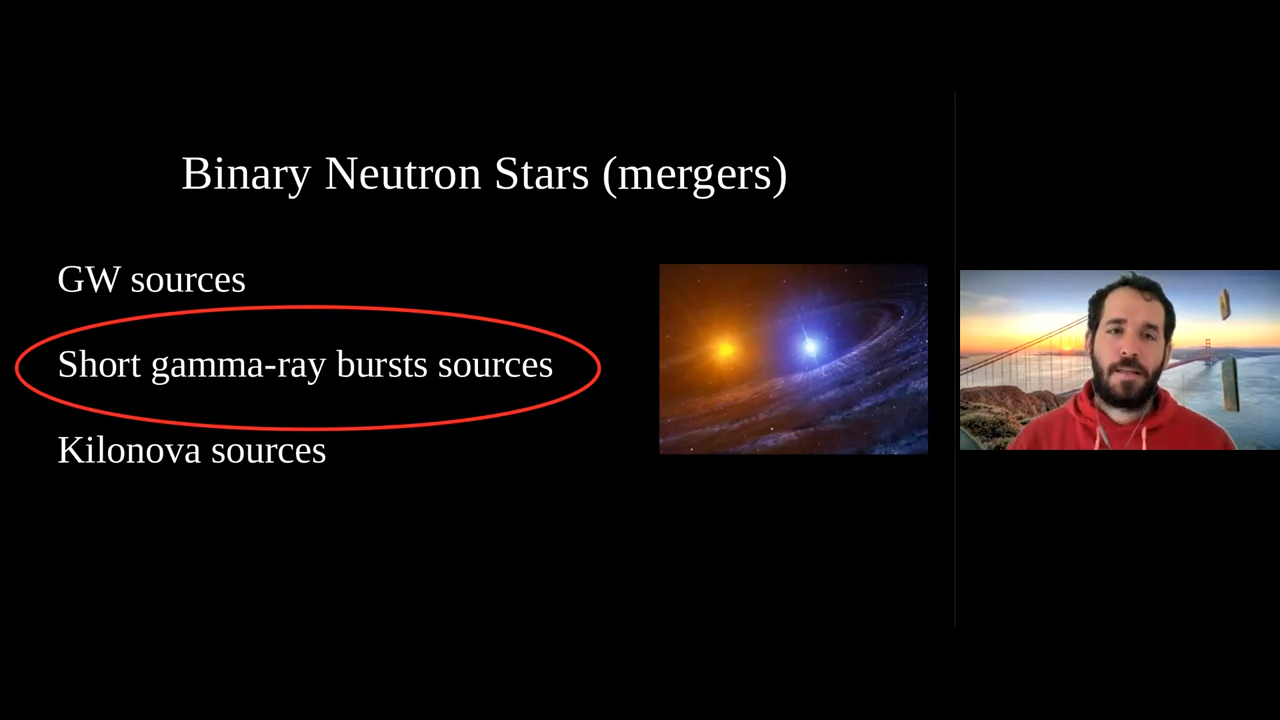 Binary Neutron Stars (mergers)
GW sources
Short gamma-ray bursts sources
Kilonova sources